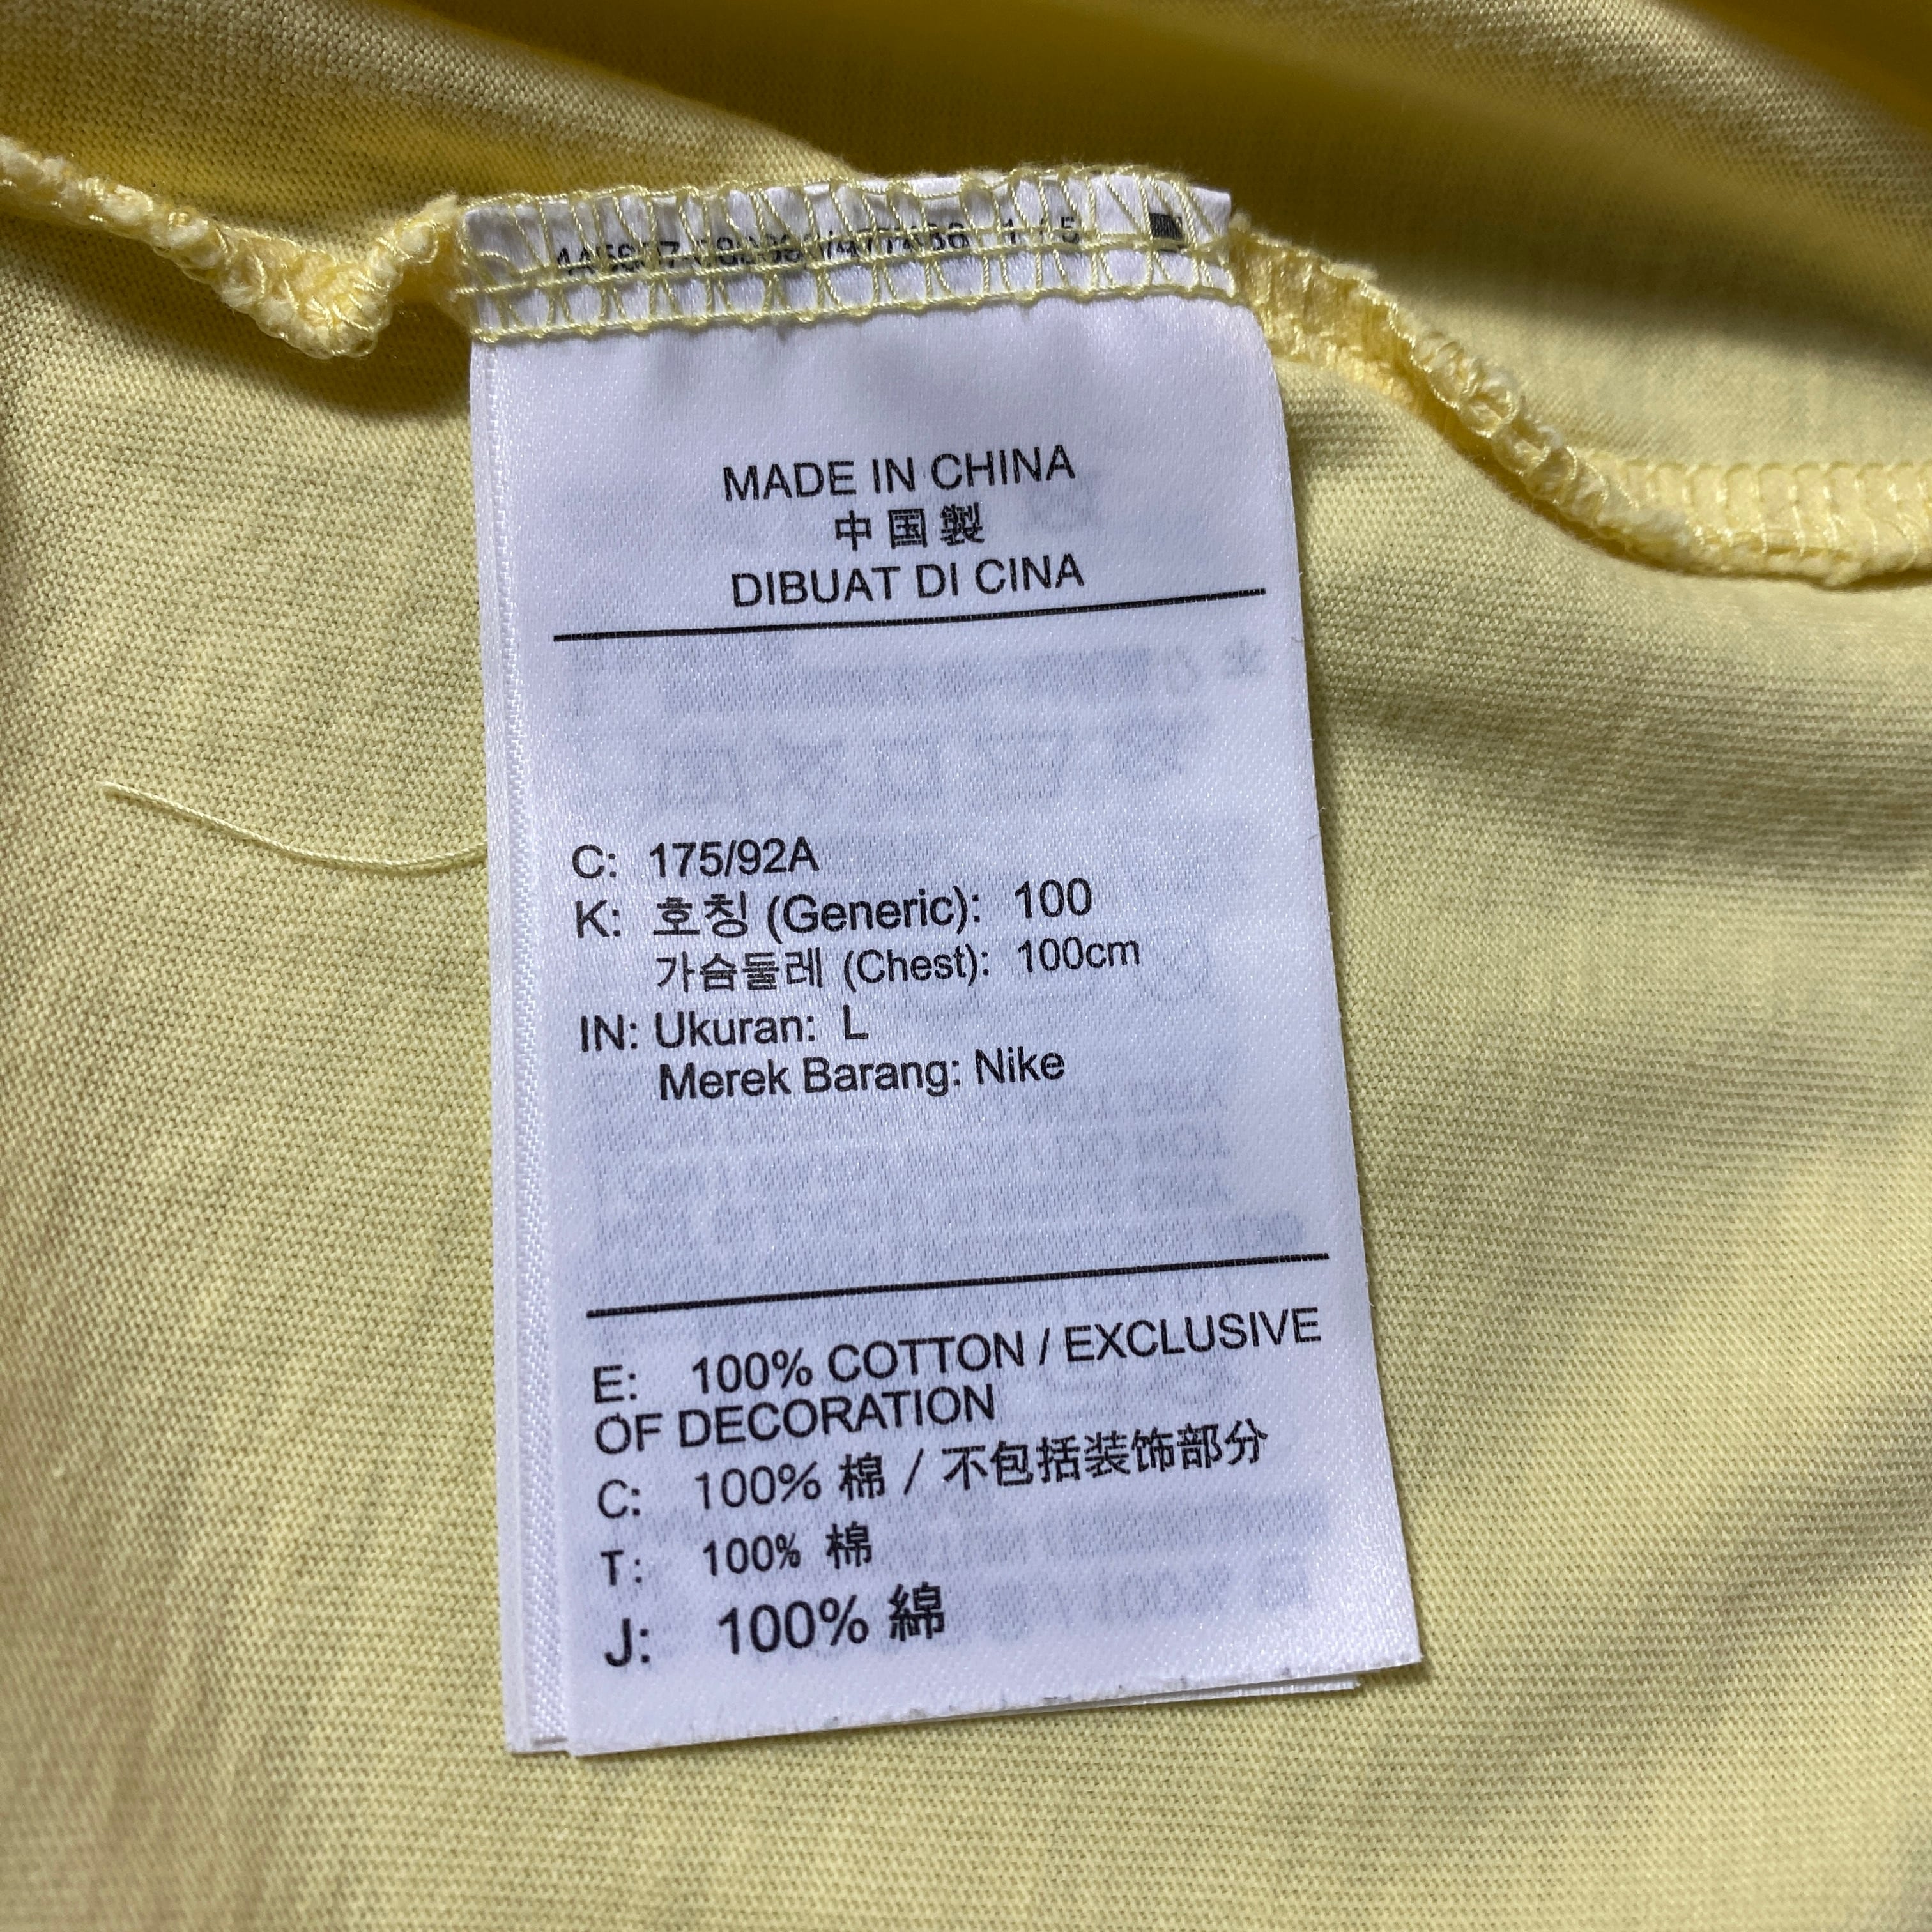 MADE IN CHINA
中国製
DIBUAT DI CINA
C: 175/92A
K: 호칭 (Generic): 100
가슴둘레 (Chest): 100cm
IN: Ukuran: L
Merek Barang: Nike
E: 100% COTTON / EXCLUSIVE
OF DECORATION
C: 100% 棉 / 不包括装饰部分
T: 100% 棉
J: 100% 綿